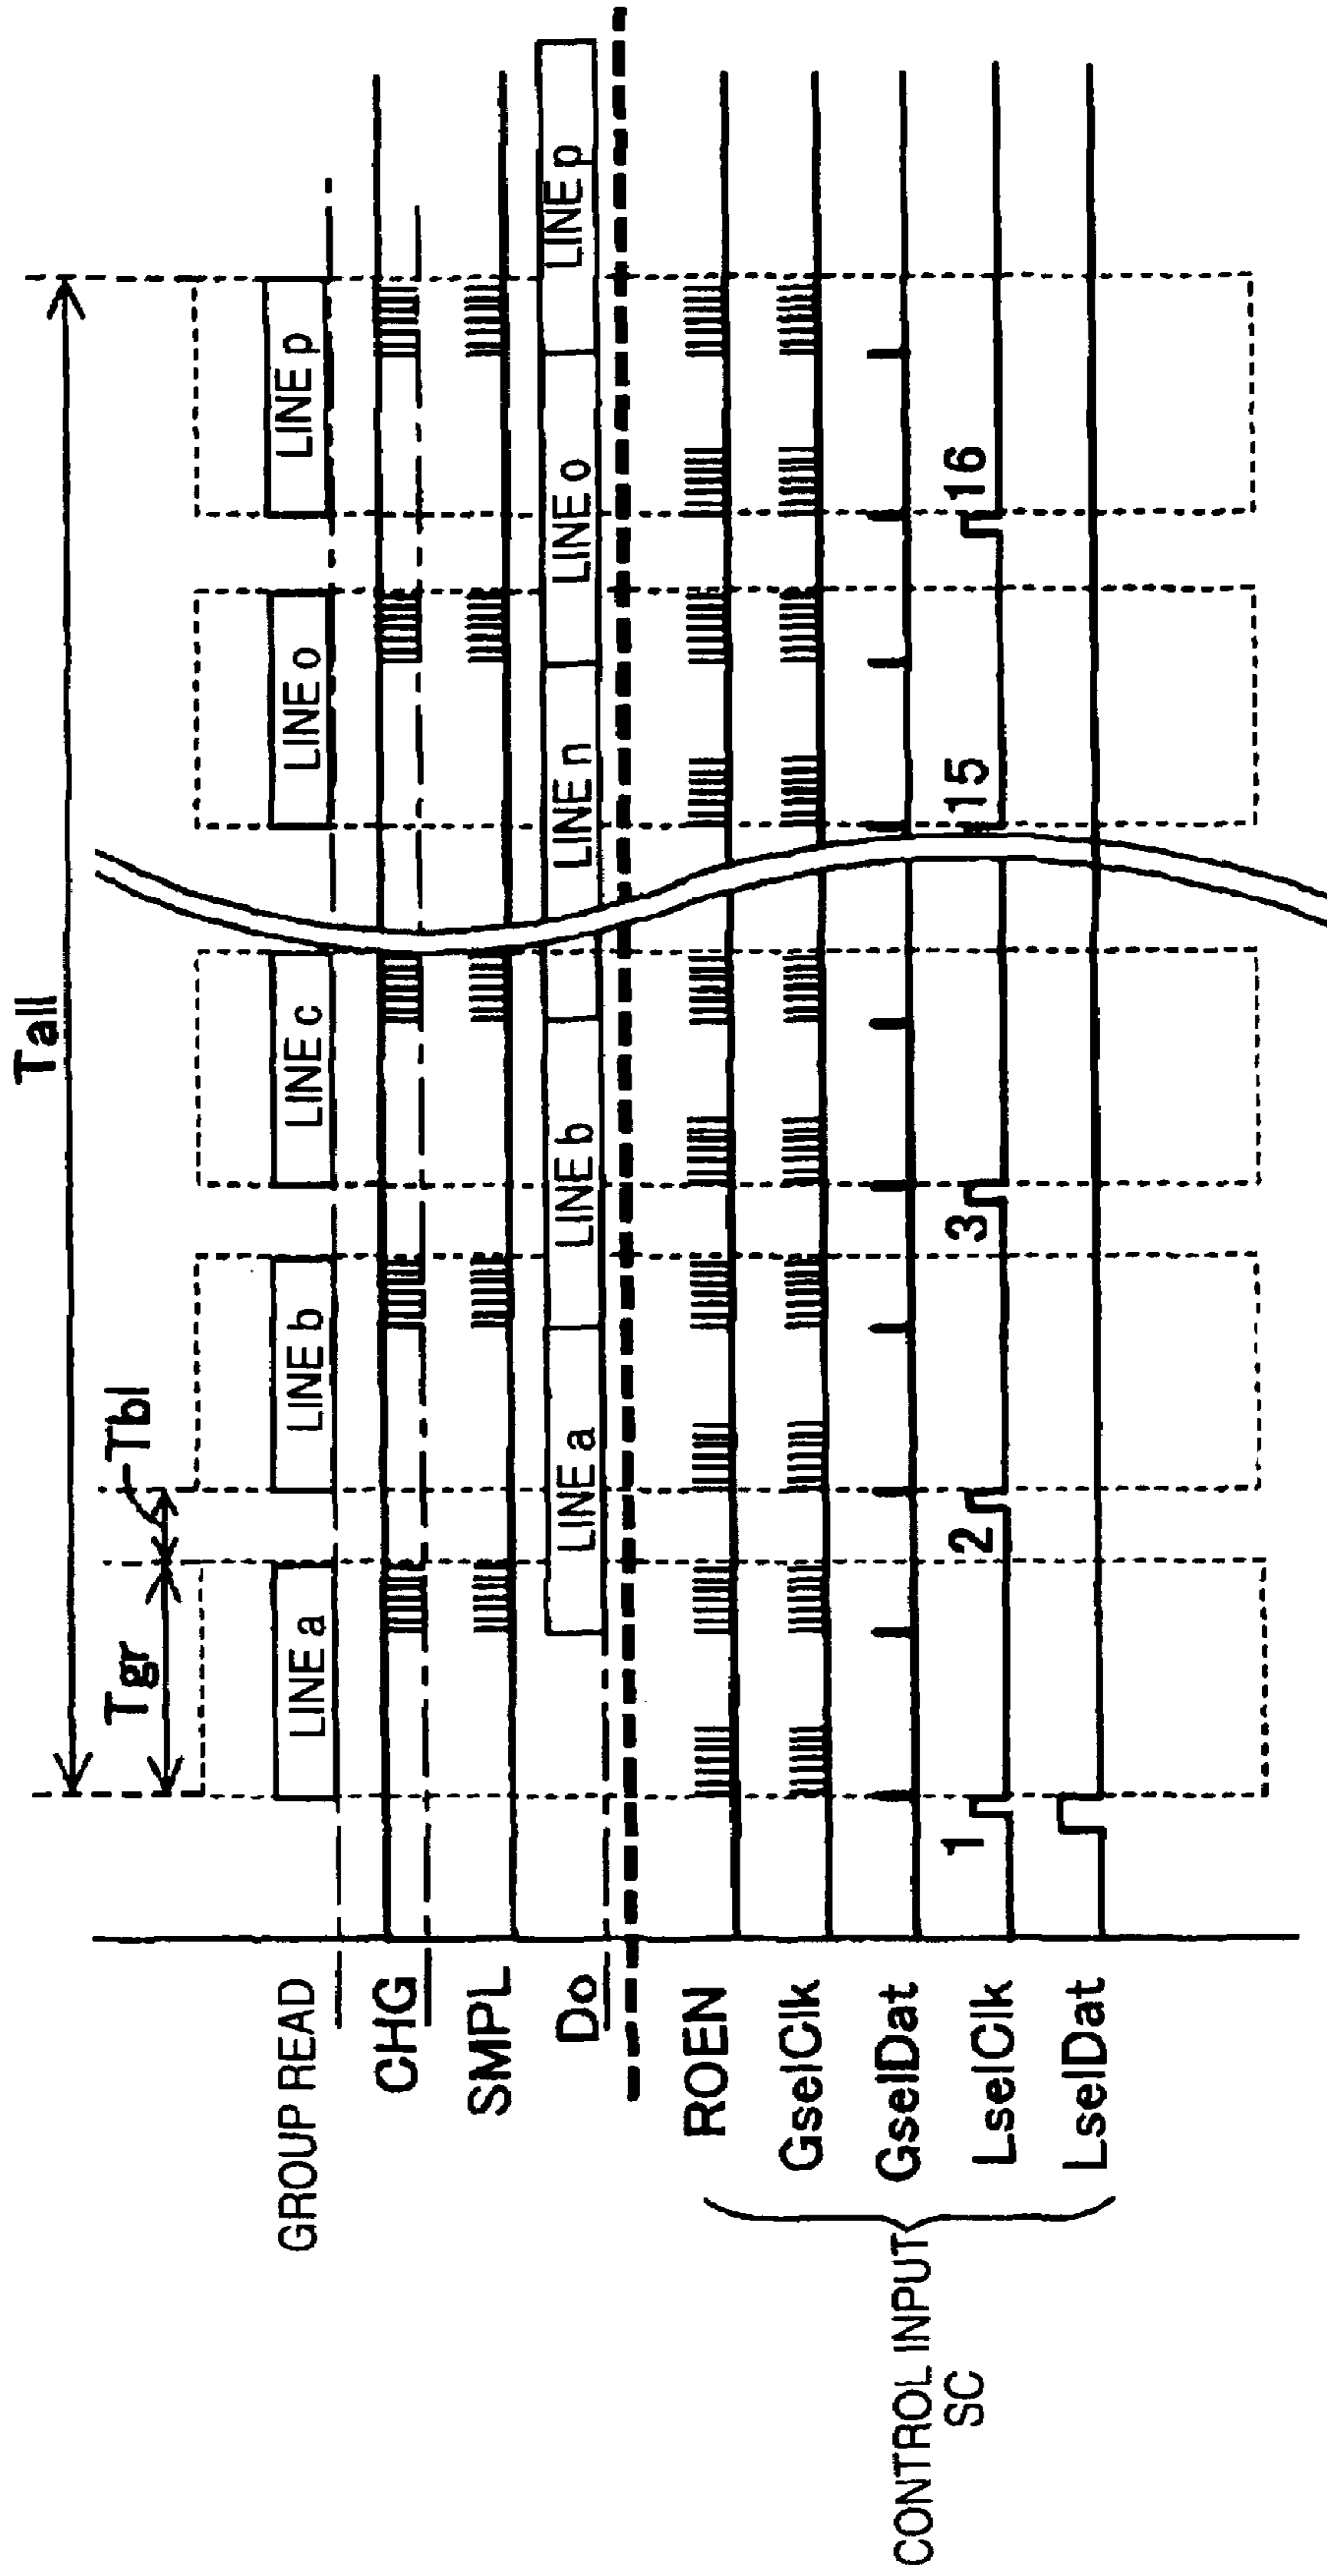 Tall
Tgr
Tbl
GROUP READ
LINE a
LINE b
LINE c
LINE o
LINE p
CHG
SMPL
Do
LINE a
LINE b
LINE n
LINE o
LINE p
ROEN
GselClk
GselDat
LselClk
1
2
3
15
16
LselDat
CONTROL INPUT
SC